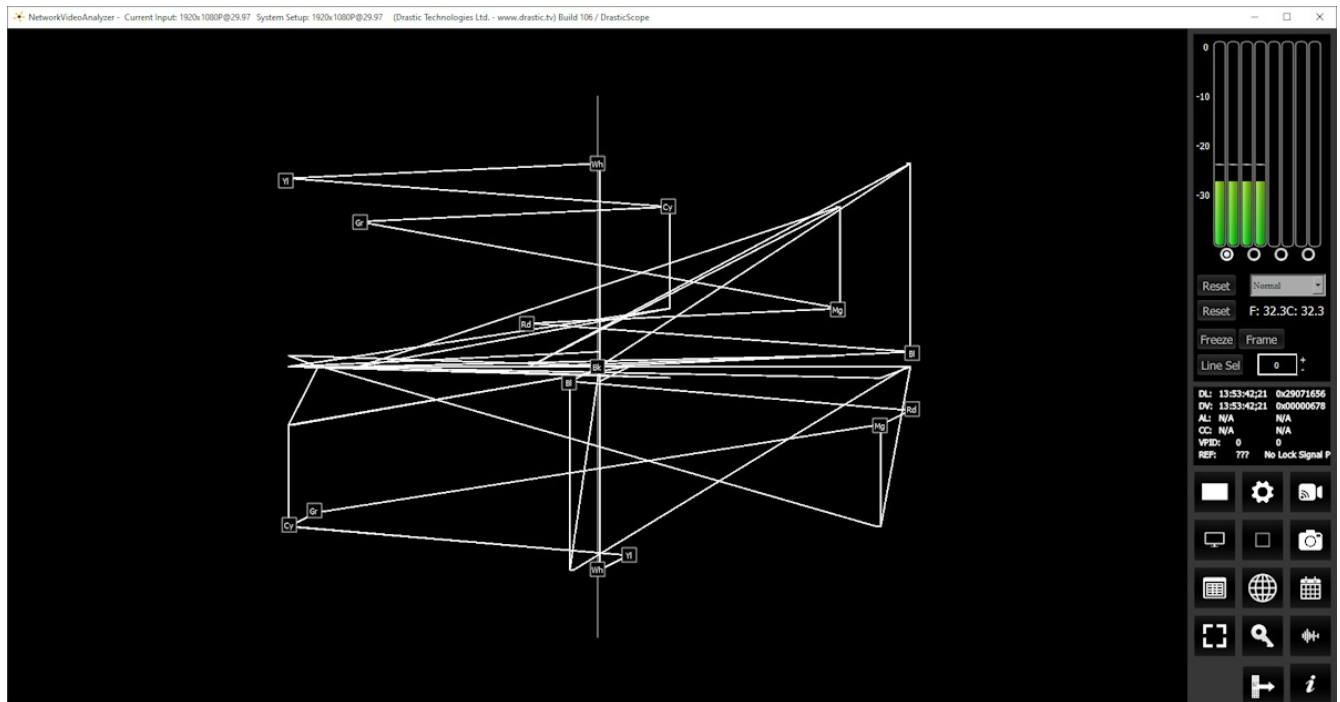 NetworkVideoAnalyzer - Current Input: 1920x1080P@29.97 System Setup: 1920x1080P@29.97 (Drastic Technologies Ltd. - www.drastic.tv) Build 106 / DrasticScope
0
-10
-20
-30
Reset Normal
Reset F: 32.3C: 32.3
Freeze Frame
Line Sel 0 + -
DL: 13:53:42;21 0x29071656
DV: 13:53:42;21 0x00000678
AL: N/A N/A
CC: N/A N/A
VPID: 0 0
REF: ??? No Lock Signal P
Wh
Yl
Cy
Gr
Mg
Rd
Bl
Bk
Bl
Rd
Mg
Gr
Cy
Yl
Wh
i